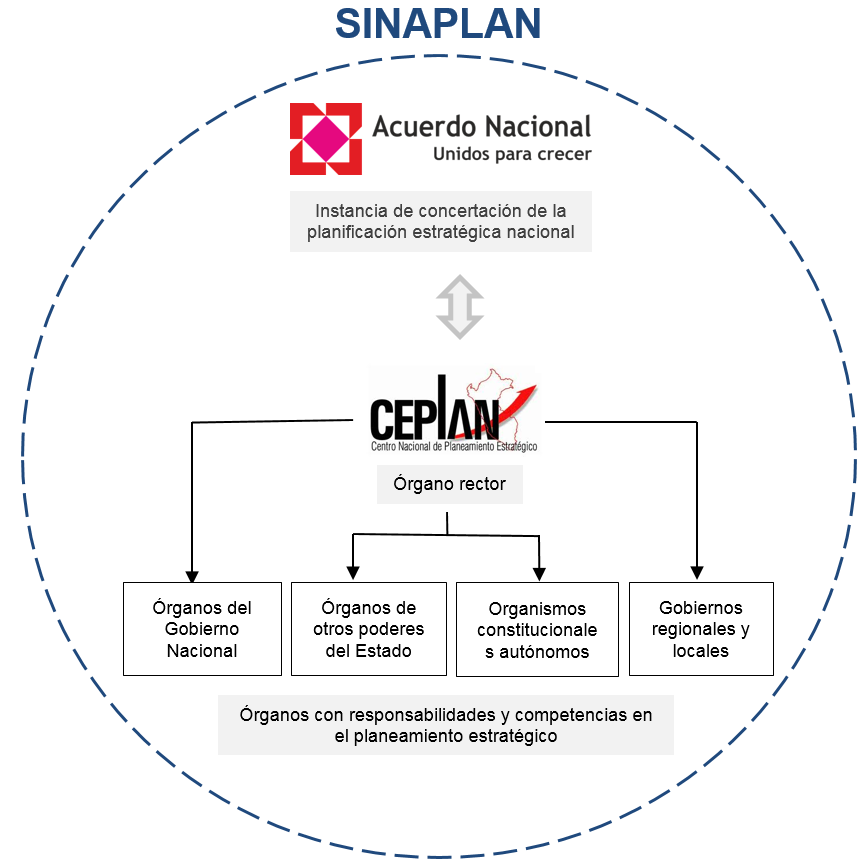 SINAPLAN
Acuerdo Nacional
Unidos para crecer
Instancia de concertación de la
planificación estratégica nacional
CEPLAN
Centro Nacional de Planeamiento Estratégico
Órgano rector
Órganos del
Gobierno
Nacional
Órganos de
otros poderes
del Estado
Organismos
constitucionale
s autónomos
Gobiernos
regionales y
locales
Órganos con responsabilidades y competencias en
el planeamiento estratégico